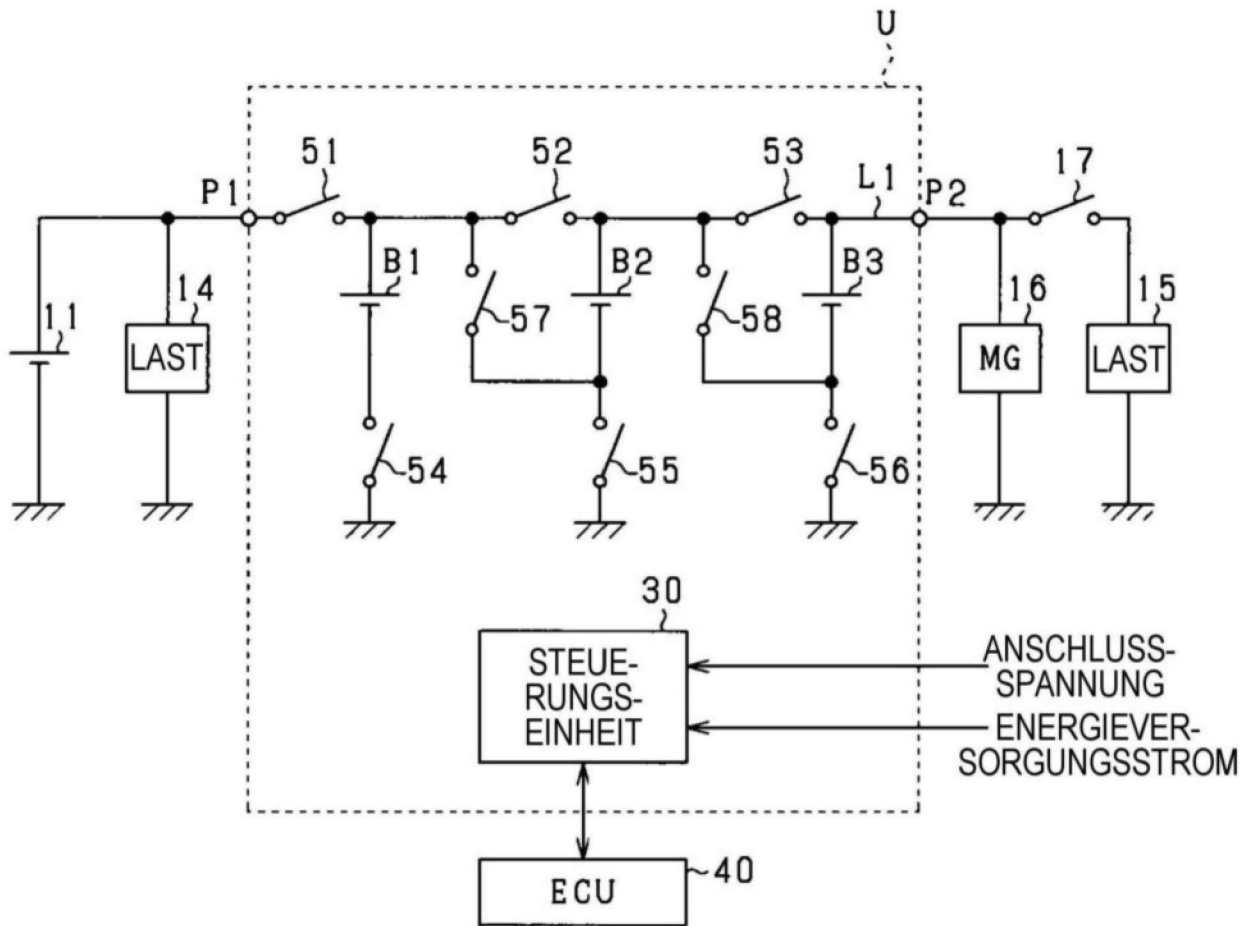 U
51
52
53
P1
L1
P2
17
11
14
B1
B2
B3
16
15
LAST
57
58
MG
LAST
54
55
56
30
STEUE-
RUNGS-
EINHEIT
ANSCHLUSS-
SPANNUNG
ENERGIEVER-
SORGUNGSSTROM
ECU
40